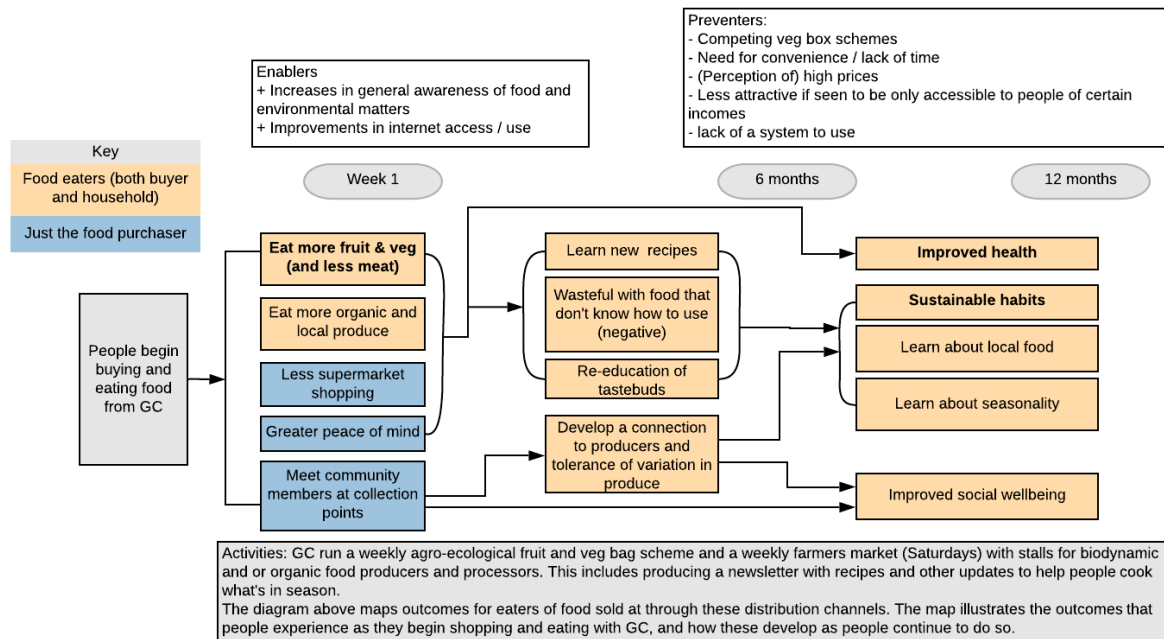 Preventers:
- Competing veg box schemes
- Need for convenience / lack of time
- (Perception of) high prices
- Less attractive if seen to be only accessible to people of certain
incomes
- lack of a system to use
Enablers
+ Increases in general awareness of food and
environmental matters
+ Improvements in internet access / use
Key
Food eaters (both buyer
and household)
Just the food purchaser
Week 1
6 months
12 months
People begin
buying and
eating food
from GC
Eat more fruit & veg
(and less meat)
Eat more organic and
local produce
Less supermarket
shopping
Greater peace of mind
Meet community
members at collection
points
Learn new  recipes
Wasteful with food that
don't know how to use
(negative)
Re-education of
tastebuds
Develop a connection
to producers and
tolerance of variation in
produce
Improved health
Sustainable habits
Learn about local food
Learn about seasonality
Improved social wellbeing
Activities: GC run a weekly agro-ecological fruit and veg bag scheme and a weekly farmers market (Saturdays) with stalls for biodynamic
and or organic food producers and processors. This includes producing a newsletter with recipes and other updates to help people cook
what's in season.
The diagram above maps outcomes for eaters of food sold at through these distribution channels. The map illustrates the outcomes that
people experience as they begin shopping and eating with GC, and how these develop as people continue to do so.